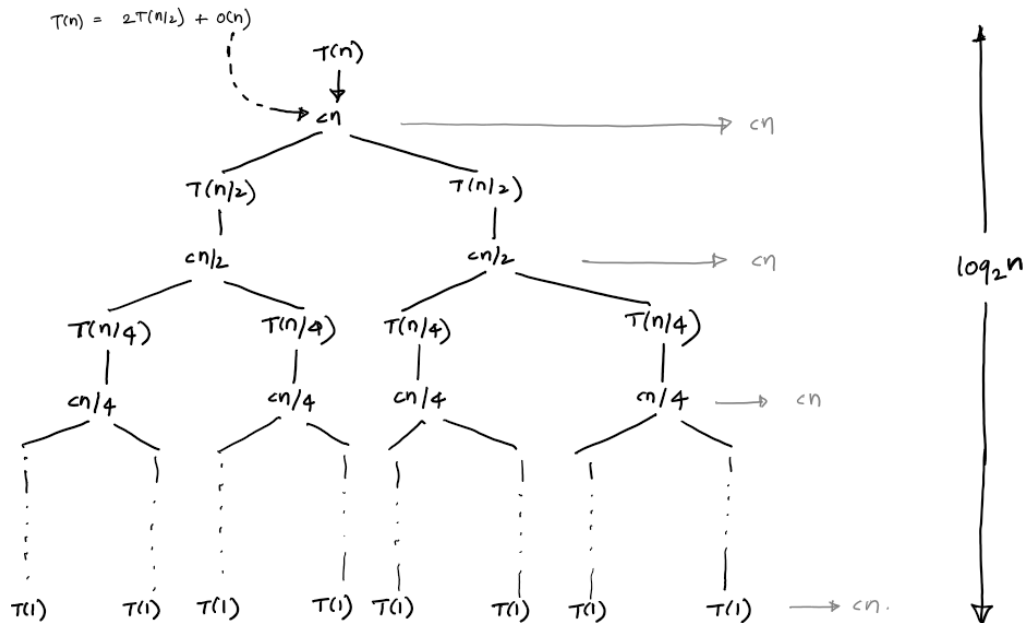 T(n) = 2T(n/2) + O(n)
T(n)
cn → cn
T(n/2) T(n/2)
cn/2 cn/2 → cn
log₂n
T(n/4) T(n/4) T(n/4) T(n/4)
cn/4 cn/4 cn/4 cn/4 → cn
T(1) T(1) T(1) T(1) T(1) T(1) T(1) T(1) → cn.